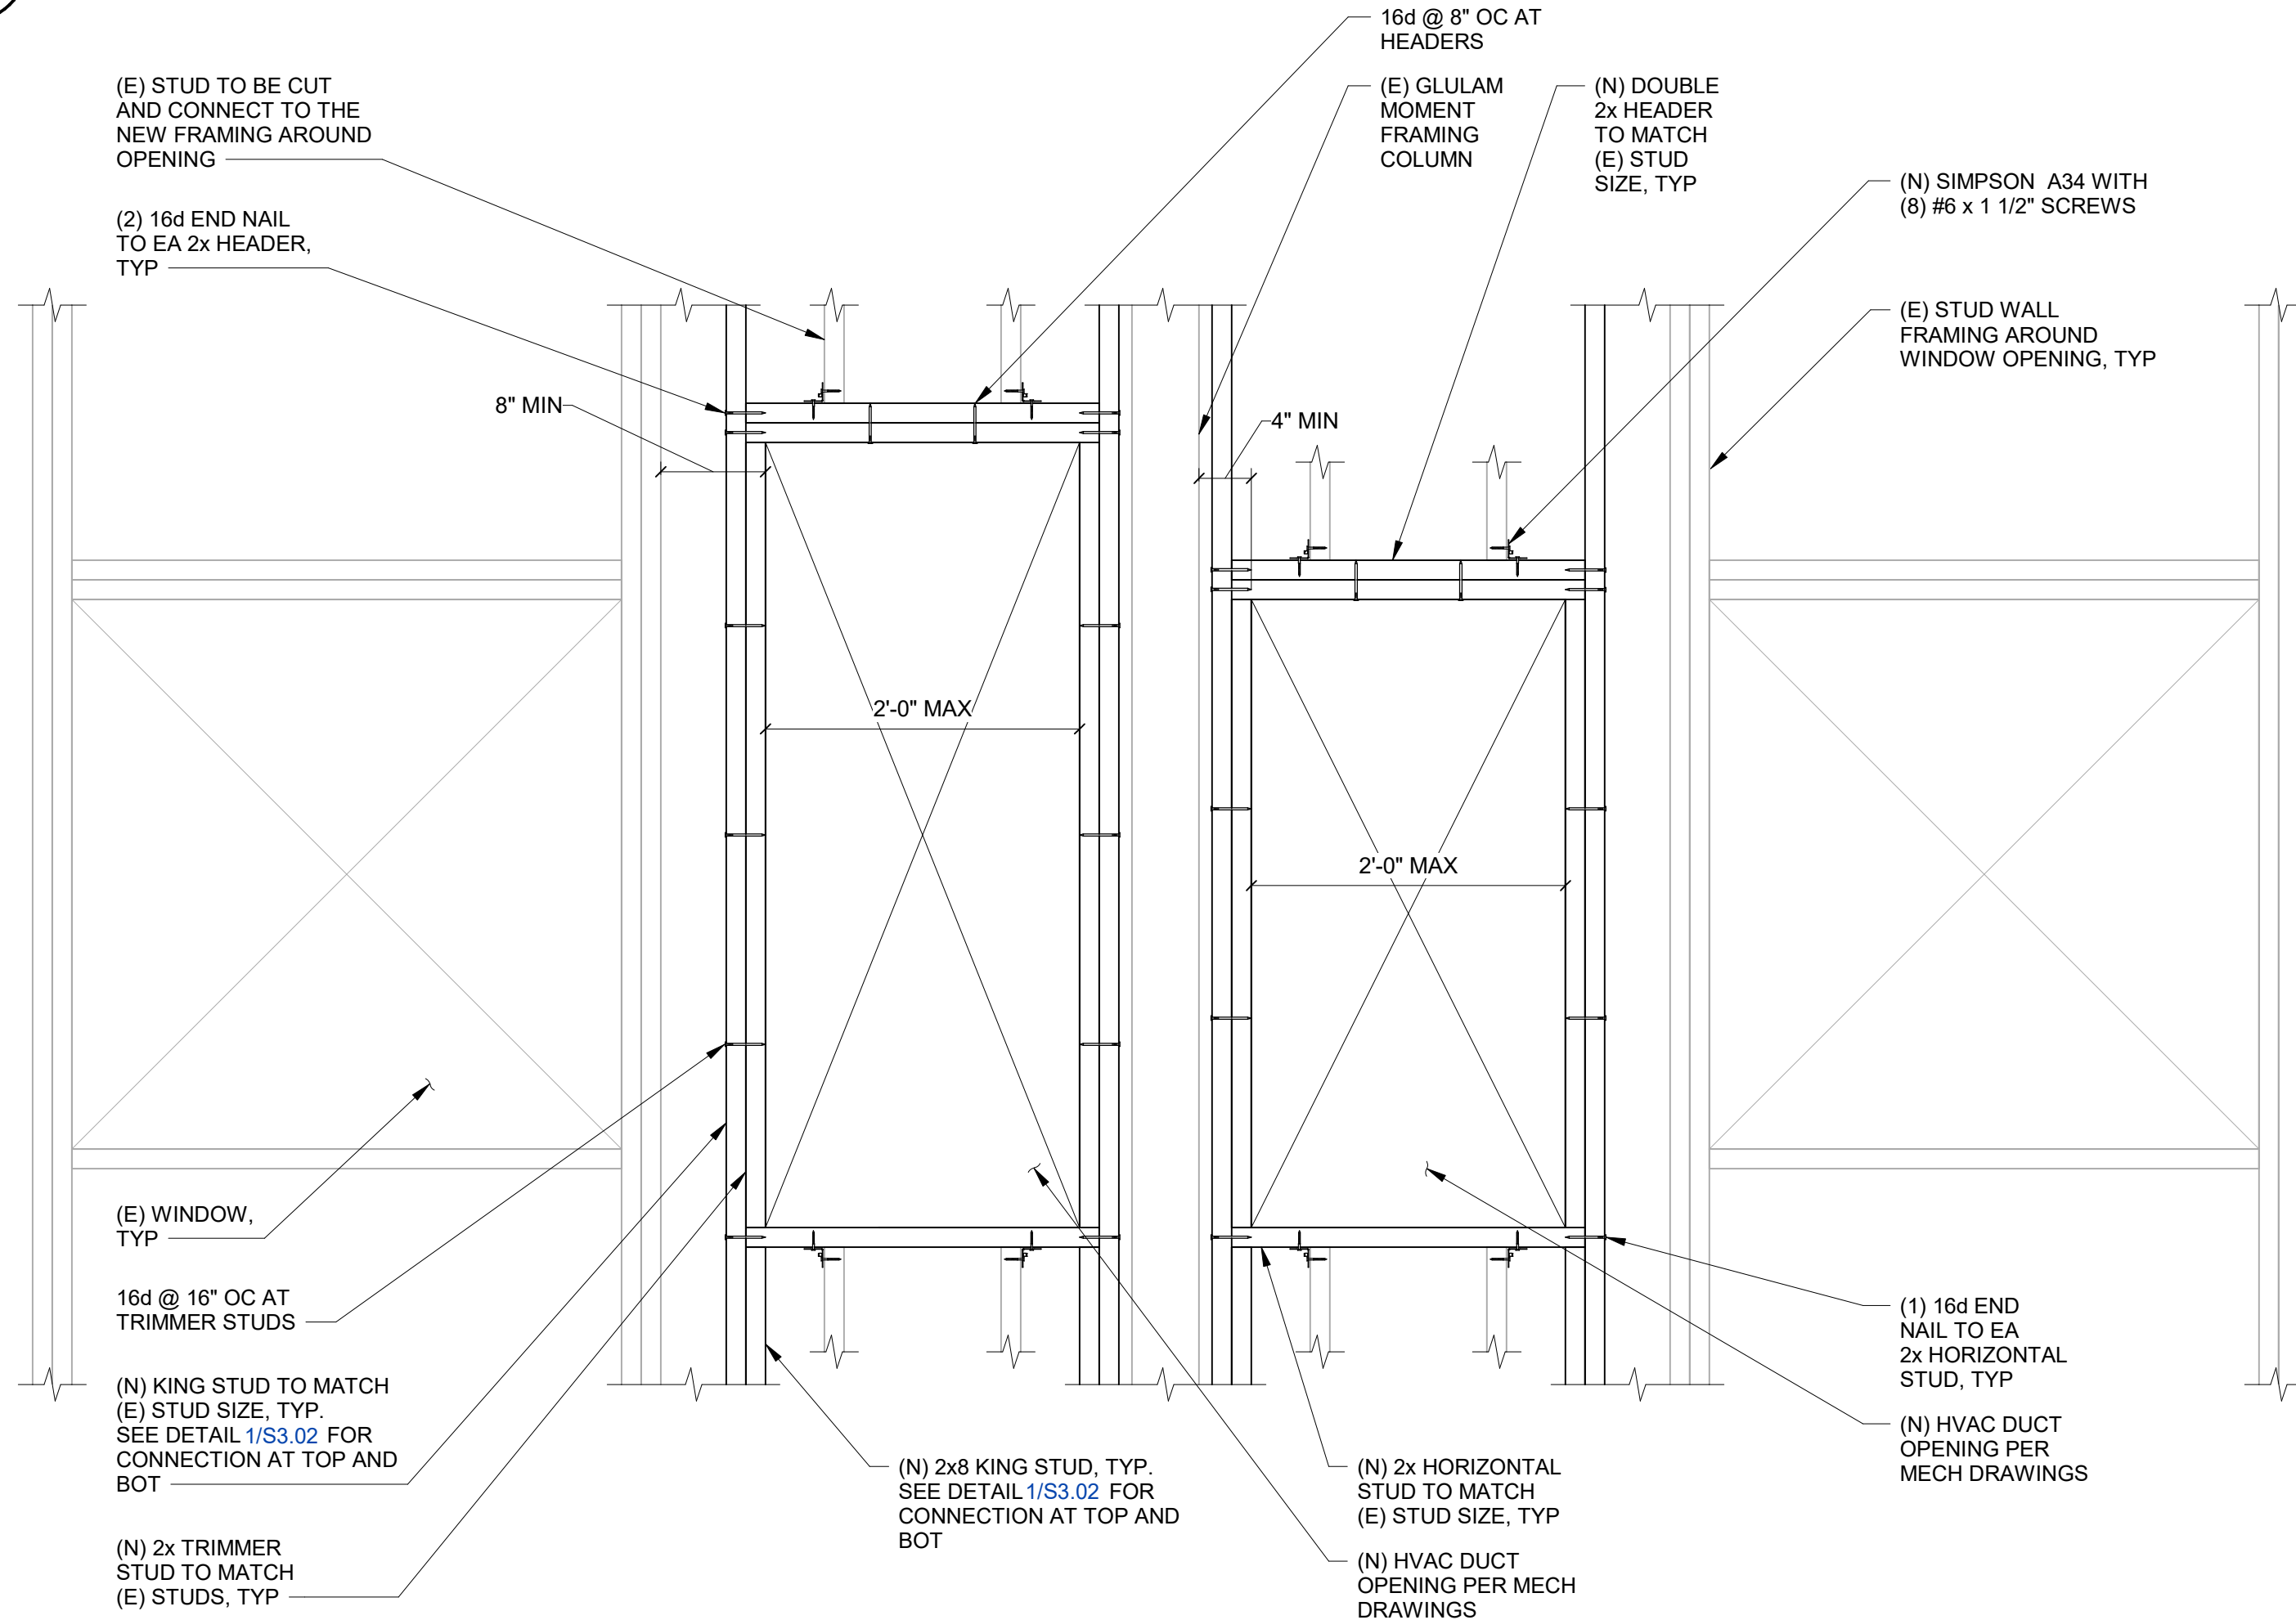 16d @ 8" OC AT
HEADERS
(E) STUD TO BE CUT
AND CONNECT TO THE
NEW FRAMING AROUND
OPENING
(E) GLULAM
MOMENT
FRAMING
COLUMN
(N) DOUBLE
2x HEADER
TO MATCH
(E) STUD
SIZE, TYP
(N) SIMPSON A34 WITH
(8) #6 x 1 1/2" SCREWS
(2) 16d END NAIL
TO EA 2x HEADER,
TYP
(E) STUD WALL
FRAMING AROUND
WINDOW OPENING, TYP
8" MIN
4" MIN
2'-0" MAX
2'-0" MAX
(E) WINDOW,
TYP
16d @ 16" OC AT
TRIMMER STUDS
(N) KING STUD TO MATCH
(E) STUD SIZE, TYP.
SEE DETAIL 1/S3.02 FOR
CONNECTION AT TOP AND
BOT
(N) 2x TRIMMER
STUD TO MATCH
(E) STUDS, TYP
(N) 2x8 KING STUD, TYP.
SEE DETAIL 1/S3.02 FOR
CONNECTION AT TOP AND
BOT
(N) 2x HORIZONTAL
STUD TO MATCH
(E) STUD SIZE, TYP
(N) HVAC DUCT
OPENING PER MECH
DRAWINGS
(1) 16d END
NAIL TO EA
2x HORIZONTAL
STUD, TYP
(N) HVAC DUCT
OPENING PER
MECH DRAWINGS